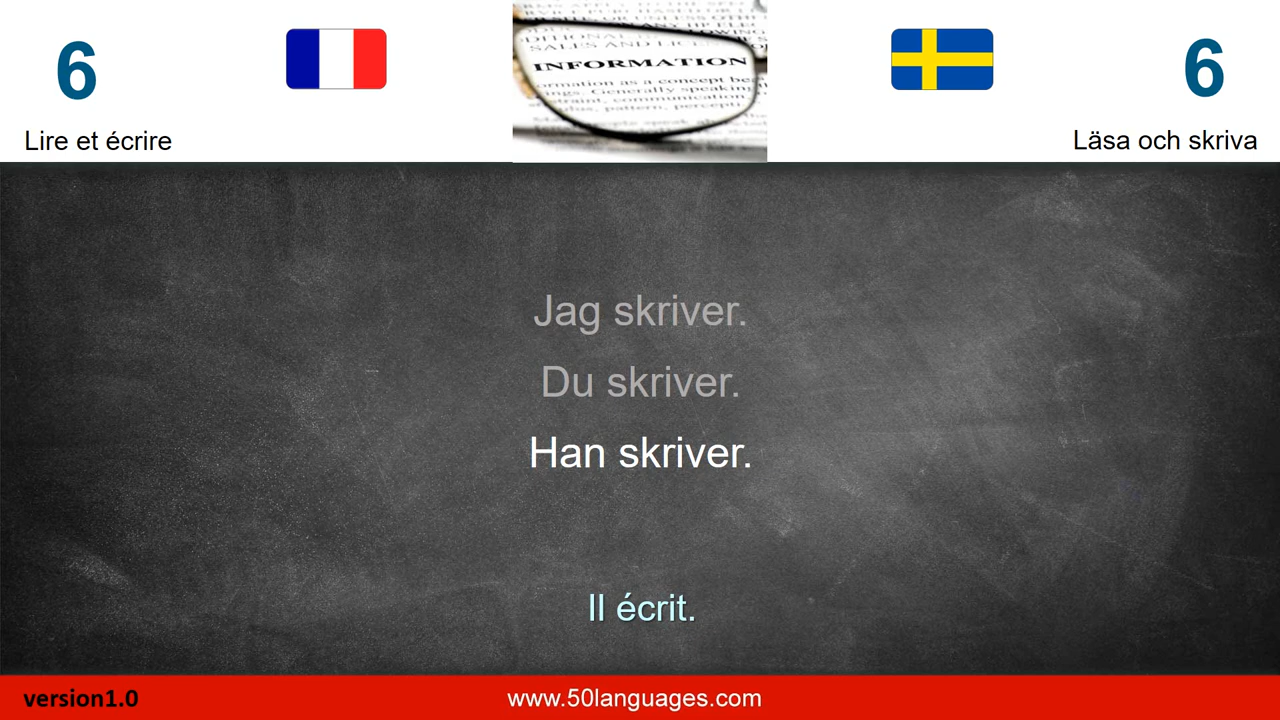 6
Lire et écrire
INFORMATION
6
Läsa och skriva
Jag skriver.
Du skriver.
Han skriver.
Il écrit.
version1.0
www.50languages.com